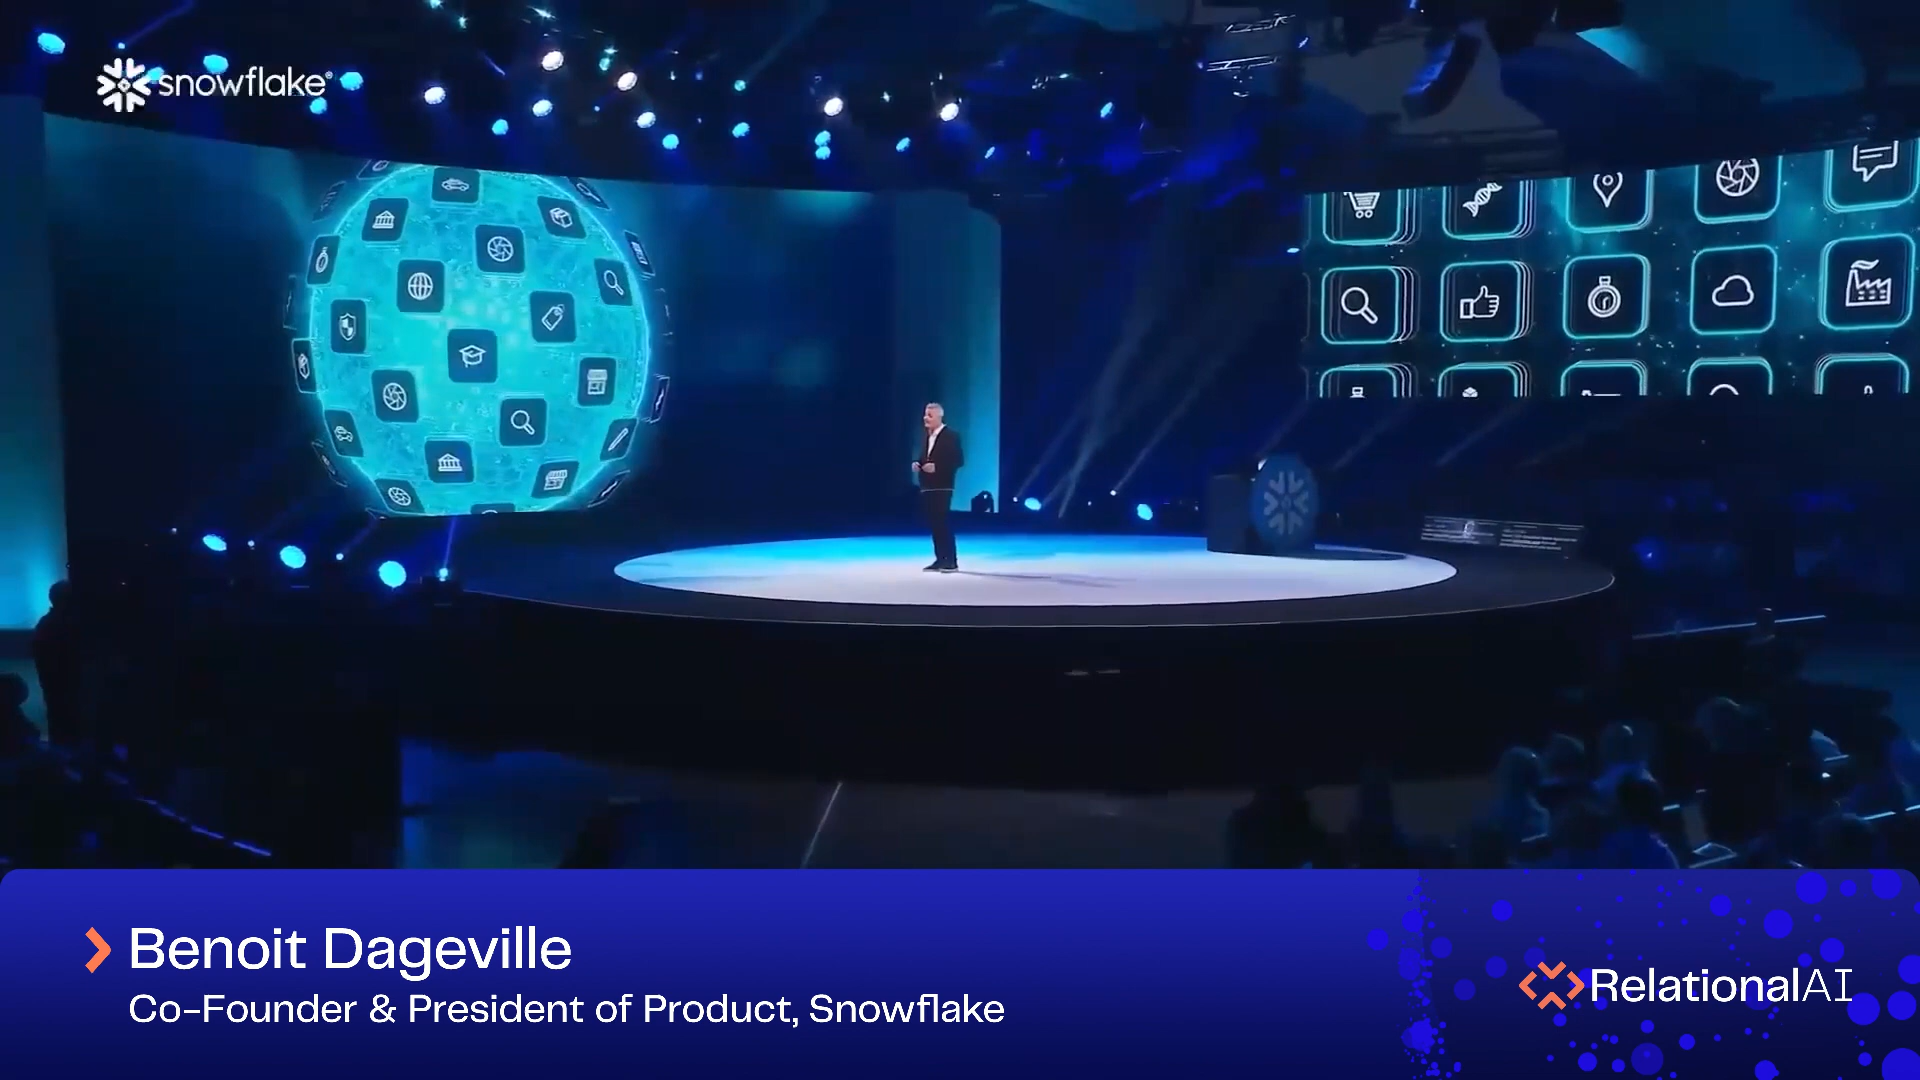 snowflake®
Benoit Dageville
Co-Founder & President of Product, Snowflake
RelationalAI